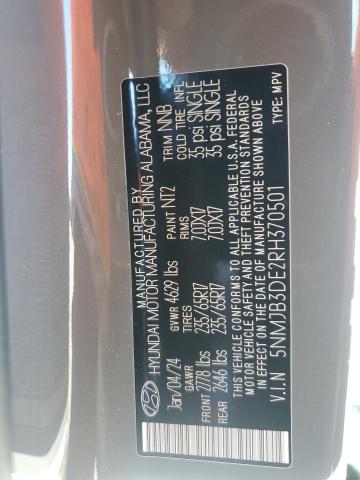 MANUFACTURED BY
HYUNDAI MOTOR MANUFACTURING ALABAMA, LLC
Jan/04/24 GVWR 4629 lbs PAINT NT2 TRIM NNB
GAWR TIRES RIMS COLD TIRE INFL
FRONT 2778 lbs 235/65R17 7.0JX17 35 psi SINGLE
REAR 2646 lbs 235/65R17 7.0JX17 35 psi SINGLE
THIS VEHICLE CONFORMS TO ALL APPLICABLE U.S.A. FEDERAL
MOTOR VEHICLE SAFETY AND THEFT PREVENTION STANDARDS
IN EFFECT ON THE DATE OF MANUFACTURE SHOWN ABOVE.
V.I.N 5NMJB3DE2RH370501 TYPE: MPV